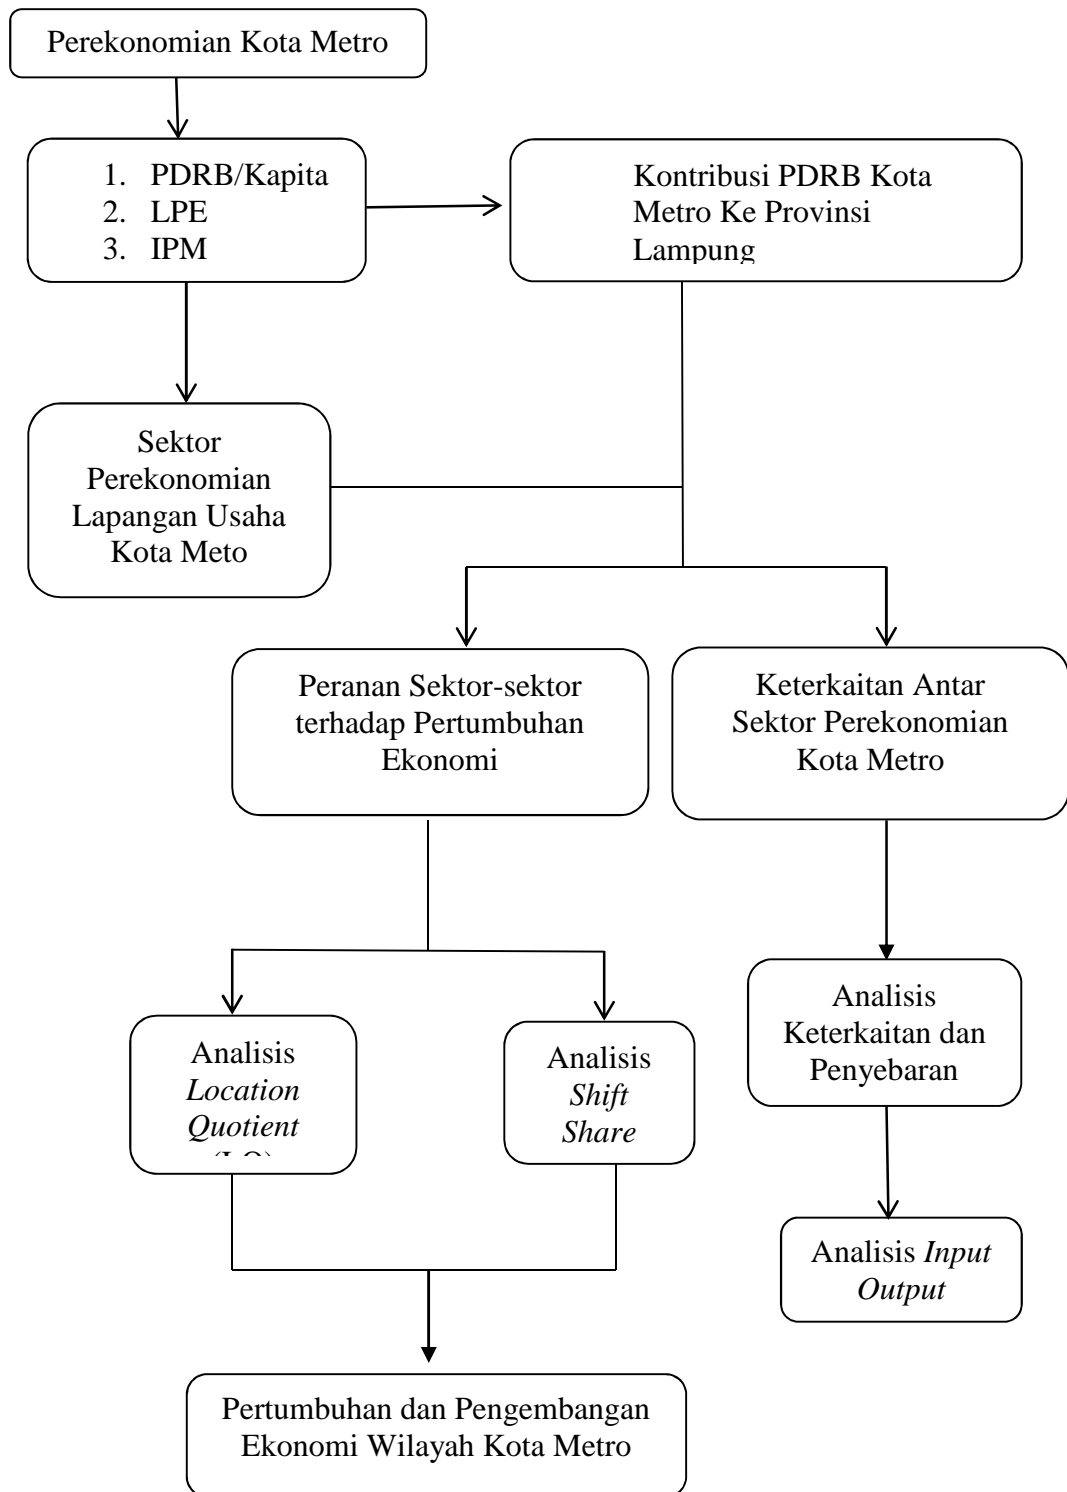 Perekonomian Kota Metro
1. PDRB/Kapita
2. LPE
3. IPM
Kontribusi PDRB Kota
Metro Ke Provinsi
Lampung
Sektor
Perekonomian
Lapangan Usaha
Kota Meto
Peranan Sektor-sektor
terhadap Pertumbuhan
Ekonomi
Keterkaitan Antar
Sektor Perekonomian
Kota Metro
Analisis
Location
Quotient
(LQ)
Analisis
Shift
Share
Analisis
Keterkaitan dan
Penyebaran
Analisis Input
Output
Pertumbuhan dan Pengembangan
Ekonomi Wilayah Kota Metro